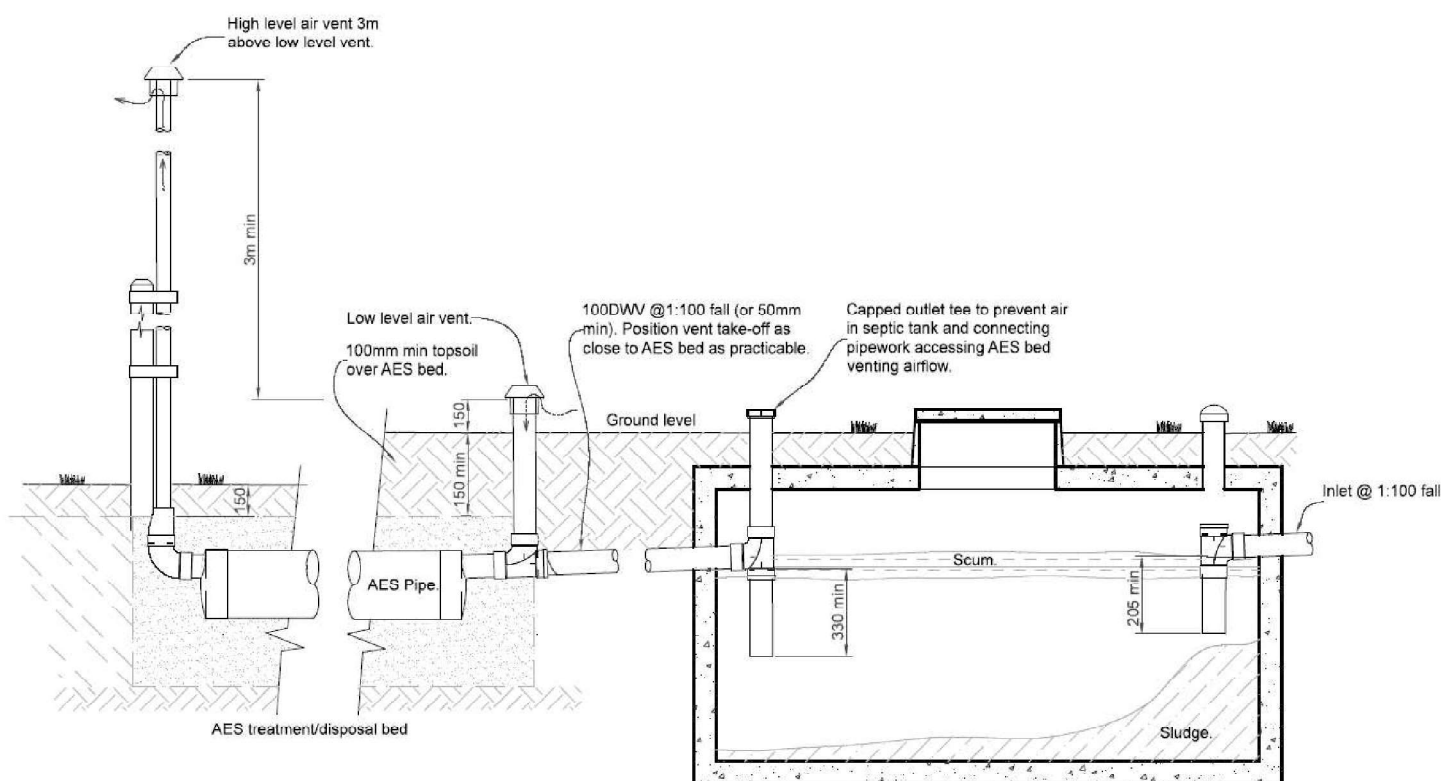 High level air vent 3m
above low level vent.
3m min
Low level air vent.
100mm min topsoil
over AES bed.
100DWV @1:100 fall (or 50mm
min). Position vent take-off as
close to AES bed as practicable.
Capped outlet tee to prevent air
in septic tank and connecting
pipework accessing AES bed
venting airflow.
150
Ground level
150 min
150
Inlet @ 1:100 fall
AES Pipe.
Scum.
330 min
205 min
AES treatment/disposal bed
Sludge.